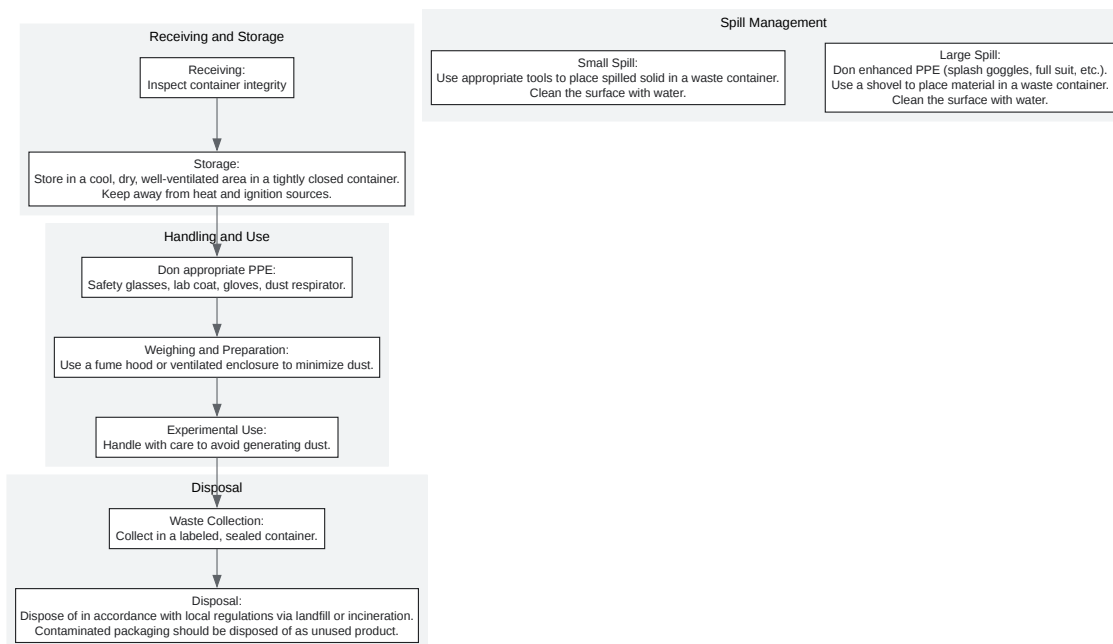 Receiving and Storage
Receiving:
Inspect container integrity
Storage:
Store in a cool, dry, well-ventilated area in a tightly closed container.
Keep away from heat and ignition sources.
Handling and Use
Don appropriate PPE:
Safety glasses, lab coat, gloves, dust respirator.
Weighing and Preparation:
Use a fume hood or ventilated enclosure to minimize dust.
Experimental Use:
Handle with care to avoid generating dust.
Disposal
Waste Collection:
Collect in a labeled, sealed container.
Disposal:
Dispose of in accordance with local regulations via landfill or incineration.
Contaminated packaging should be disposed of as unused product.
Spill Management
Small Spill:
Use appropriate tools to place spilled solid in a waste container.
Clean the surface with water.
Large Spill:
Don enhanced PPE (splash goggles, full suit, etc.).
Use a shovel to place material in a waste container.
Clean the surface with water.